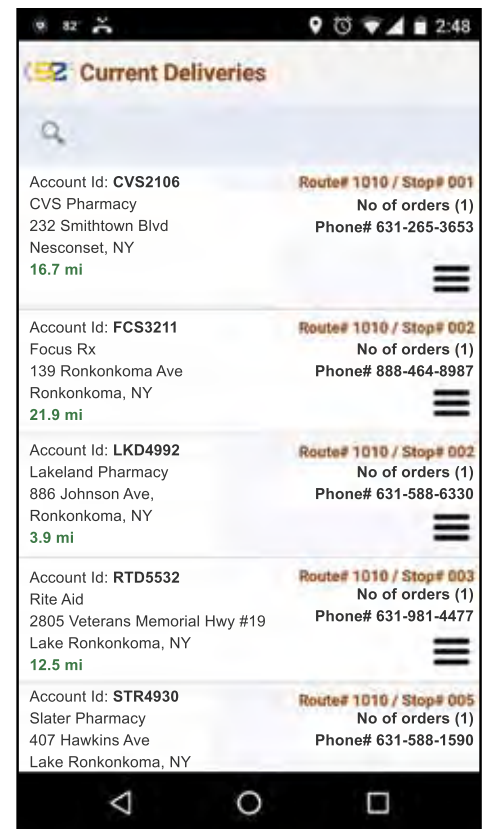 82
2:48
S2 Current Deliveries
Account Id: CVS2106
Route# 1010 / Stop# 001
CVS Pharmacy
No of orders (1)
232 Smithtown Blvd
Phone# 631-265-3653
Nesconset, NY
16.7 mi
Account Id: FCS3211
Route# 1010 / Stop# 002
Focus Rx
No of orders (1)
139 Ronkonkoma Ave
Phone# 888-464-8987
Ronkonkoma, NY
21.9 mi
Account Id: LKD4992
Route# 1010 / Stop# 002
Lakeland Pharmacy
No of orders (1)
886 Johnson Ave,
Phone# 631-588-6330
Ronkonkoma, NY
3.9 mi
Account Id: RTD5532
Route# 1010 / Stop# 003
Rite Aid
No of orders (1)
2805 Veterans Memorial Hwy #19
Phone# 631-981-4477
Lake Ronkonkoma, NY
12.5 mi
Account Id: STR4930
Route# 1010 / Stop# 005
Slater Pharmacy
No of orders (1)
407 Hawkins Ave
Phone# 631-588-1590
Lake Ronkonkoma, NY